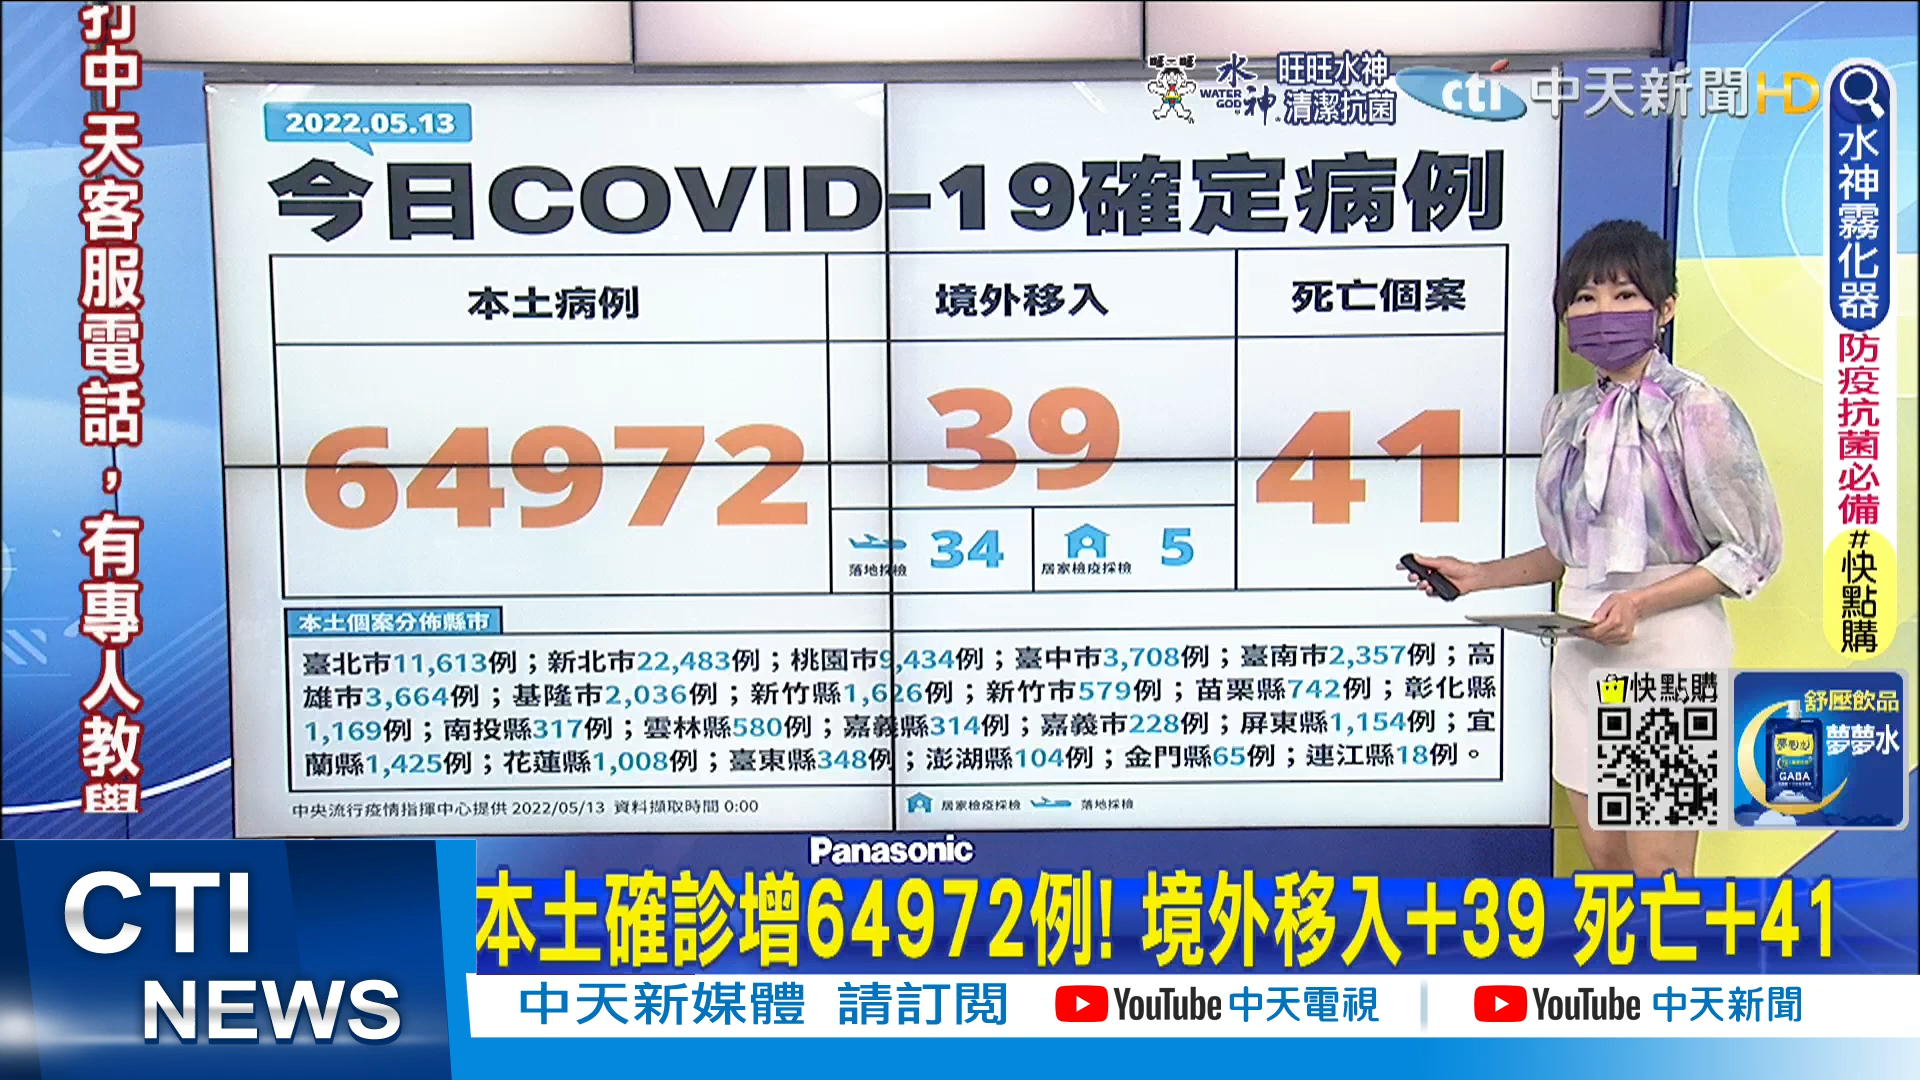 打中天客服電話，有專人教學
旺旺水神
清潔抗菌
水神
WATER GOD
cti 中天新聞HD
2022.05.13
今日COVID-19確定病例
本土病例
境外移入
死亡個案
64972
39
41
落地採檢
34
居家檢疫採檢
5
本土個案分佈縣市
臺北市11,613例；新北市22,483例；桃園市9,434例；臺中市3,708例；臺南市2,357例；高
雄市3,664例；基隆市2,036例；新竹縣1,626例；新竹市579例；苗栗縣742例；彰化縣
1,169例；南投縣317例；雲林縣580例；嘉義縣314例；嘉義市228例；屏東縣1,154例；宜
蘭縣1,425例；花蓮縣1,008例；臺東縣348例；澎湖縣104例；金門縣65例；連江縣18例。
中央流行疫情指揮中心提供 2022/05/13 資料擷取時間 0:00
居家檢疫採檢
落地採檢
Panasonic
水神霧化器
防疫抗菌必備
#快點購
快點購
舒壓飲品
夢夢水
GABA
CTI
NEWS
本土確診增64972例! 境外移入+39 死亡+41
中天新媒體 請訂閱
YouTube 中天電視
YouTube 中天新聞